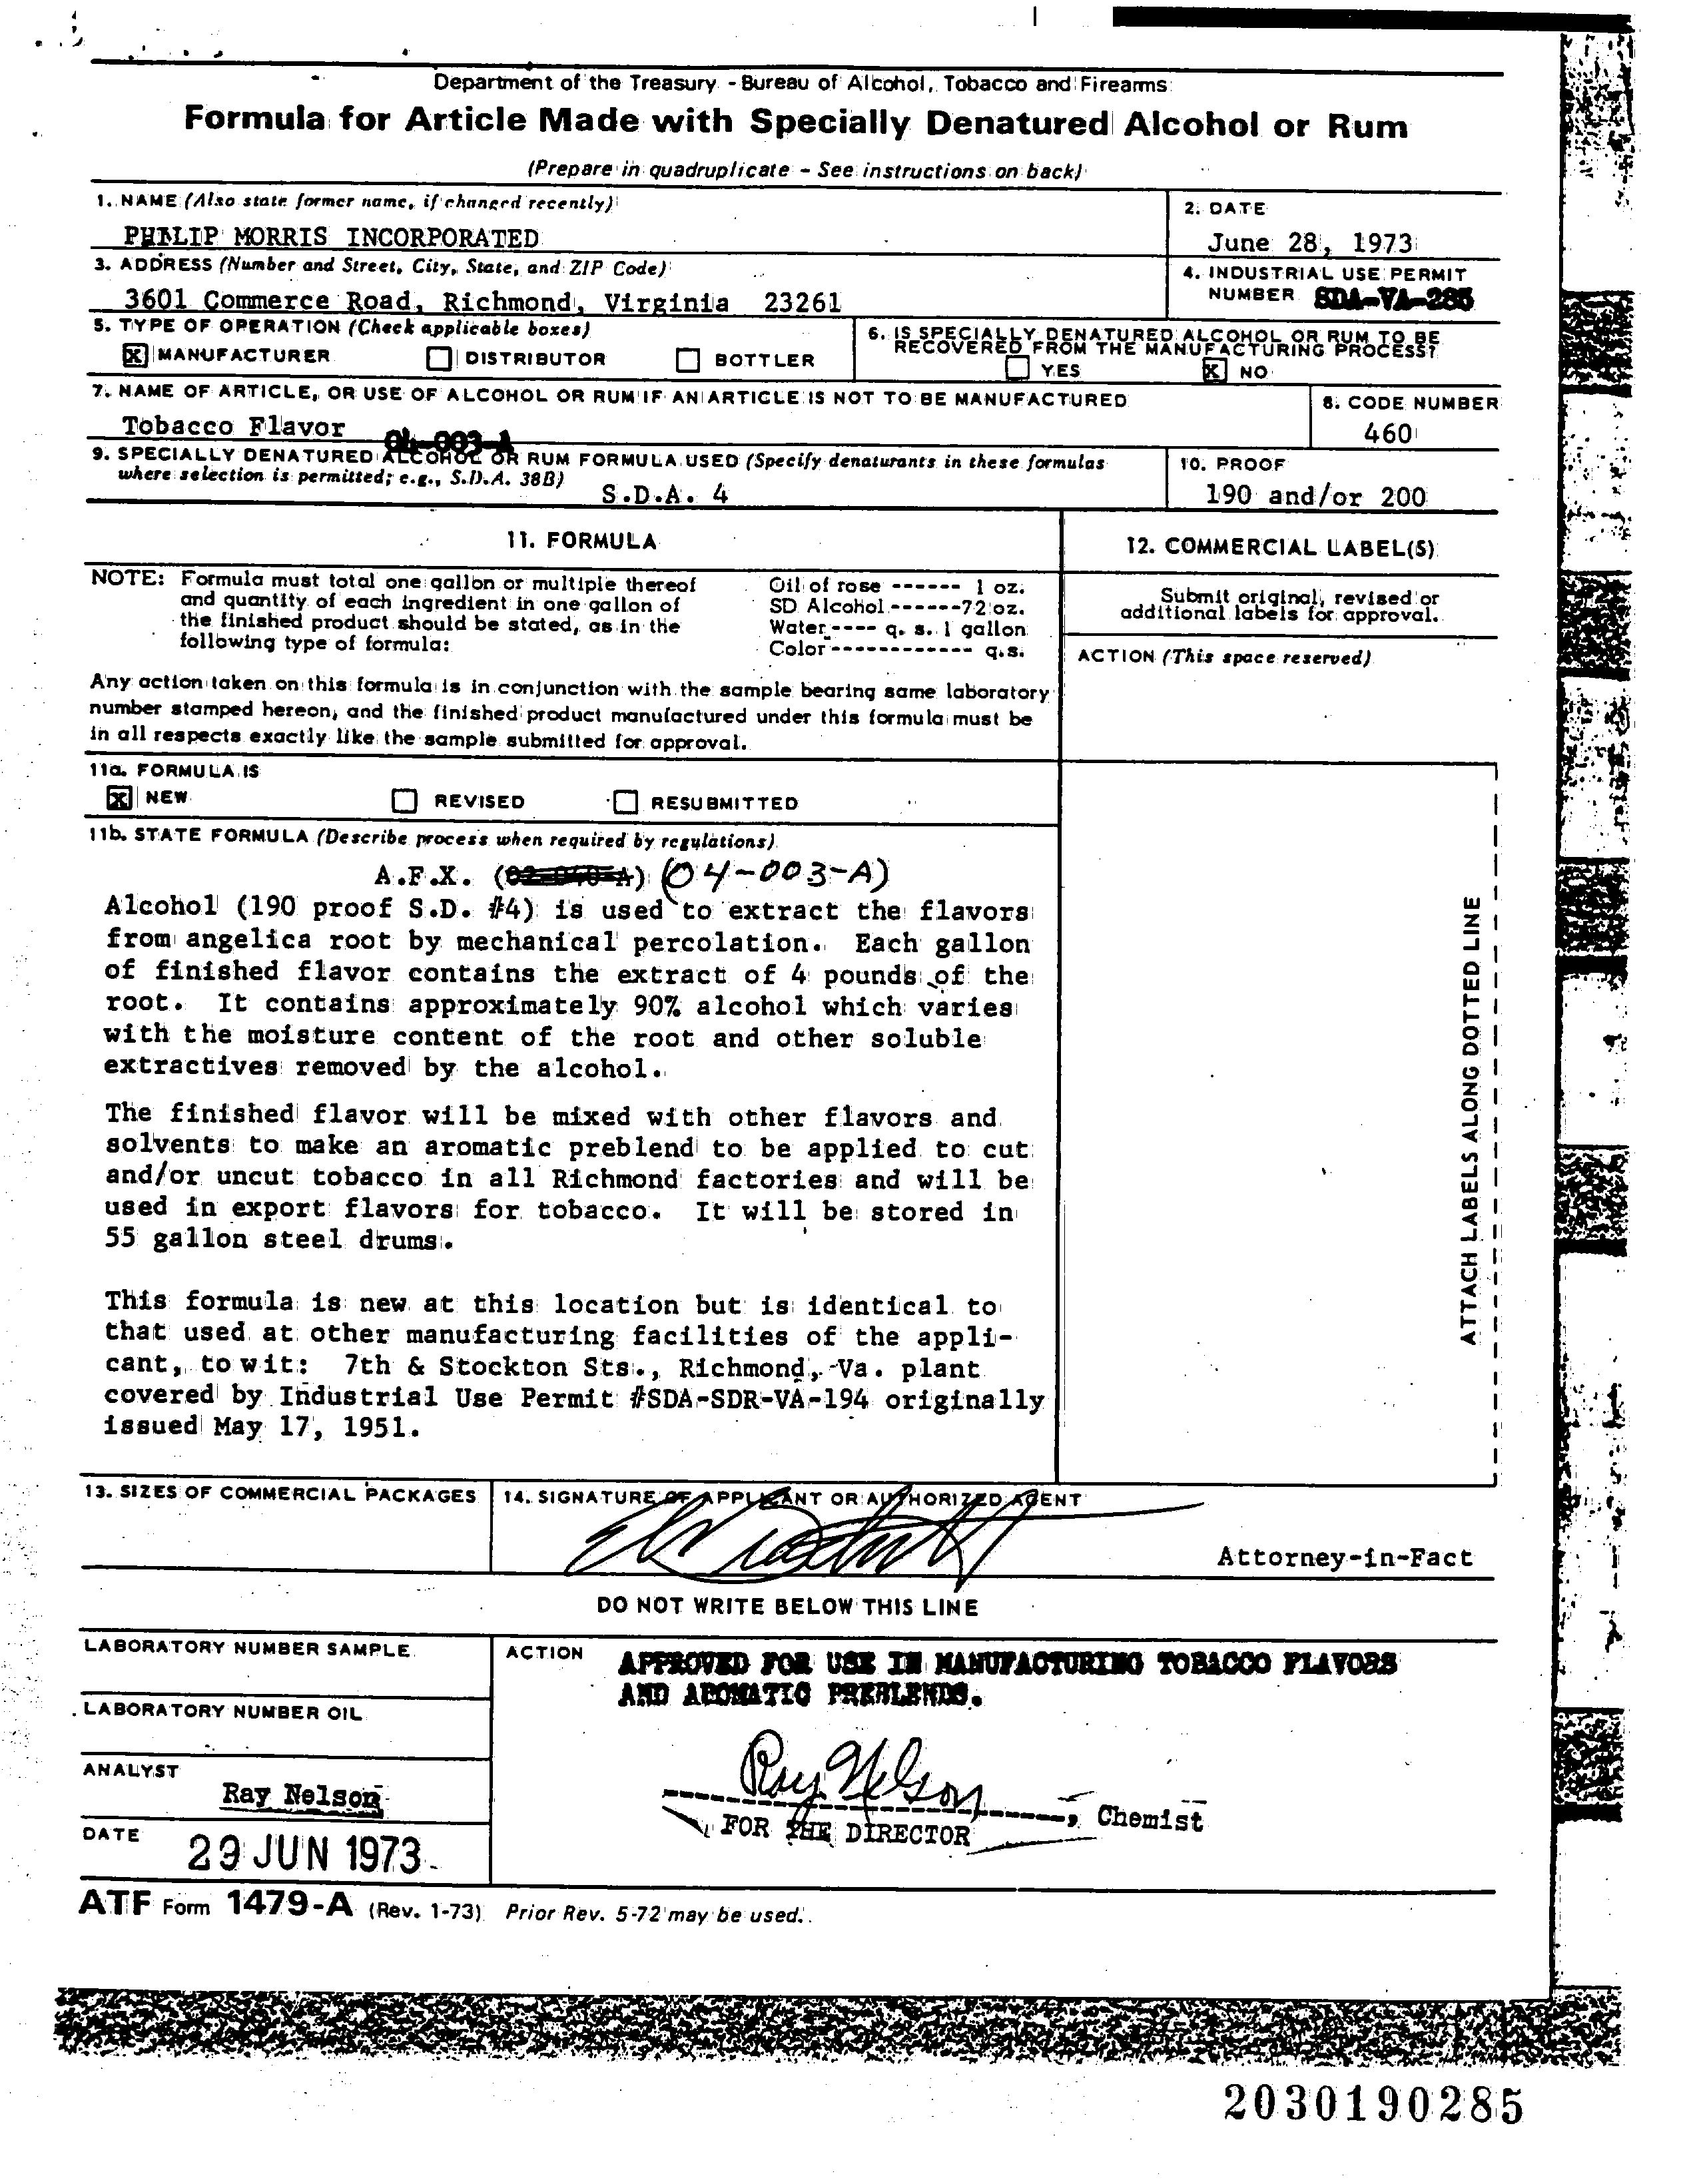 Department of the Treasury - Bureau of Alcohol, Tobacco and Firearms
Formula for Article Made with Specially Denatured Alcohol or Rum
(Prepare in quadruplicate - See instructions on back)
1. NAME (Also state former name, if changed recently)
PHILIP MORRIS INCORPORATED
2. DATE
June 28, 1973
3. ADDRESS (Number and Street, City, State, and ZIP Code)
3601 Commerce Road, Richmond, Virginia 23261
4. INDUSTRIAL USE PERMIT
NUMBER SDA-VA-285
5. TYPE OF OPERATION (Check applicable boxes)
X MANUFACTURER DISTRIBUTOR BOTTLER
6. IS SPECIALLY DENATURED ALCOHOL OR RUM TO BE
RECOVERED FROM THE MANUFACTURING PROCESS?
YES X NO
7. NAME OF ARTICLE, OR USE OF ALCOHOL OR RUM IF AN ARTICLE IS NOT TO BE MANUFACTURED
Tobacco Flavor 04-003-A
8. CODE NUMBER
460
9. SPECIALLY DENATURED ALCOHOL OR RUM FORMULA USED (Specify denaturants in these formulas
where selection is permitted; e.g., S.D.A. 38B)
S.D.A. 4
10. PROOF
190 and/or 200
11. FORMULA
NOTE: Formula must total one gallon or multiple thereof
and quantity of each ingredient in one gallon of
the finished product should be stated, as in the
following type of formula:
Oil of rose ------ 1 oz.
SD Alcohol ------72 oz.
Water ---- q. s. 1 gallon
Color ------------ q.s.
Any action taken on this formula is in conjunction with the sample bearing same laboratory
number stamped hereon, and the finished product manufactured under this formula must be
in all respects exactly like the sample submitted for approval.
12. COMMERCIAL LABEL(S)
Submit original, revised or
additional labels for approval.
ACTION (This space reserved)
11a. FORMULA IS
X NEW REVISED RESUBMITTED
11b. STATE FORMULA (Describe process when required by regulations)
A.F.X. (04-003-A)
Alcohol (190 proof S.D. #4) is used to extract the flavors
from angelica root by mechanical percolation. Each gallon
of finished flavor contains the extract of 4 pounds of the
root. It contains approximately 90% alcohol which varies
with the moisture content of the root and other soluble
extractives removed by the alcohol.
The finished flavor will be mixed with other flavors and
solvents to make an aromatic preblend to be applied to cut
and/or uncut tobacco in all Richmond factories and will be
used in export flavors for tobacco. It will be stored in
55 gallon steel drums.
This formula is new at this location but is identical to
that used at other manufacturing facilities of the appli-
cant, to wit: 7th & Stockton Sts., Richmond, Va. plant
covered by Industrial Use Permit #SDA-SDR-VA-194 originally
issued May 17, 1951.
ATTACH LABELS ALONG DOTTED LINE
13. SIZES OF COMMERCIAL PACKAGES
14. SIGNATURE OF APPLICANT OR AUTHORIZED AGENT
Attorney-in-Fact
DO NOT WRITE BELOW THIS LINE
LABORATORY NUMBER SAMPLE
LABORATORY NUMBER OIL
ANALYST
Ray Nelson
DATE
29 JUN 1973
ACTION
APPROVED FOR USE IN MANUFACTURING TOBACCO FLAVORS
AND AROMATIC PREBLENDS.
Ray Nelson
, Chemist
FOR THE DIRECTOR
ATF Form 1479-A (Rev. 1-73) Prior Rev. 5-72 may be used.
2030190285